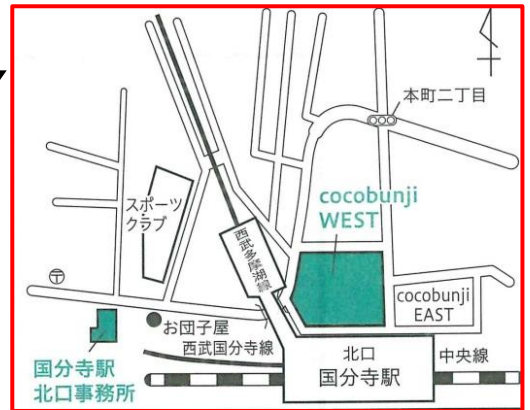 本町二丁目
cocobunji
WEST
スポーツ
クラブ
西武多摩湖線
cocobunji
EAST
〒
お団子屋
西武国分寺線
国分寺駅
北口事務所
北口
国分寺駅
中央線